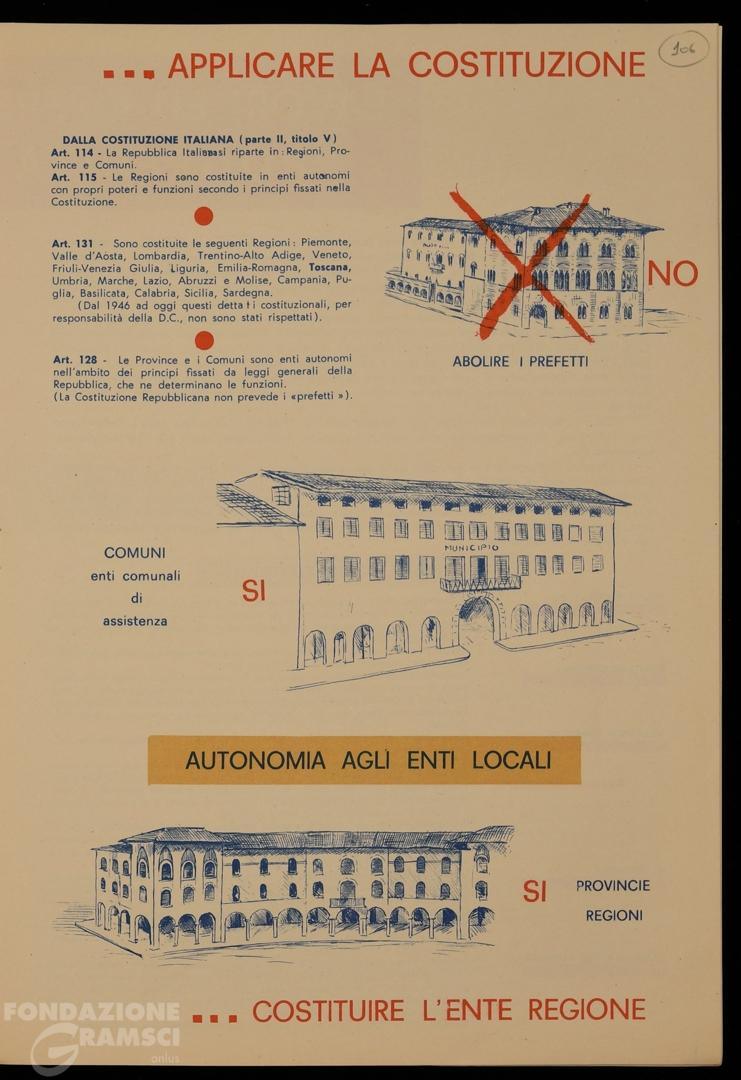 ... APPLICARE LA COSTITUZIONE
106
DALLA COSTITUZIONE ITALIANA (parte II, titolo V)
Art. 114 - La Repubblica Italianasi riparte in: Regioni, Pro-
vince e Comuni.
Art. 115 - Le Regioni sono costituite in enti autonomi
con propri poteri e funzioni secondo i principi fissati nella
Costituzione.
Art. 131 - Sono costituite le seguenti Regioni: Piemonte,
Valle d'Aosta, Lombardia, Trentino-Alto Adige, Veneto,
Friuli-Venezia Giulia, Liguria, Emilia-Romagna, Toscana,
Umbria, Marche, Lazio, Abruzzi e Molise, Campania, Pu-
glia, Basilicata, Calabria, Sicilia, Sardegna.
(Dal 1946 ad oggi questi dettati costituzionali, per
responsabilità della D.C., non sono stati rispettati).
Art. 128 - Le Province e i Comuni sono enti autonomi
nell'ambito dei principi fissati da leggi generali della
Repubblica, che ne determinano le funzioni.
(La Costituzione Repubblicana non prevede i «prefetti»).
NO
ABOLIRE I PREFETTI
COMUNI
enti comunali
di
assistenza
SI
MUNICIPIO
AUTONOMIA AGLI ENTI LOCALI
SI
PROVINCIE
REGIONI
... COSTITUIRE L'ENTE REGIONE
FONDAZIONE
GRAMSCI
onlus